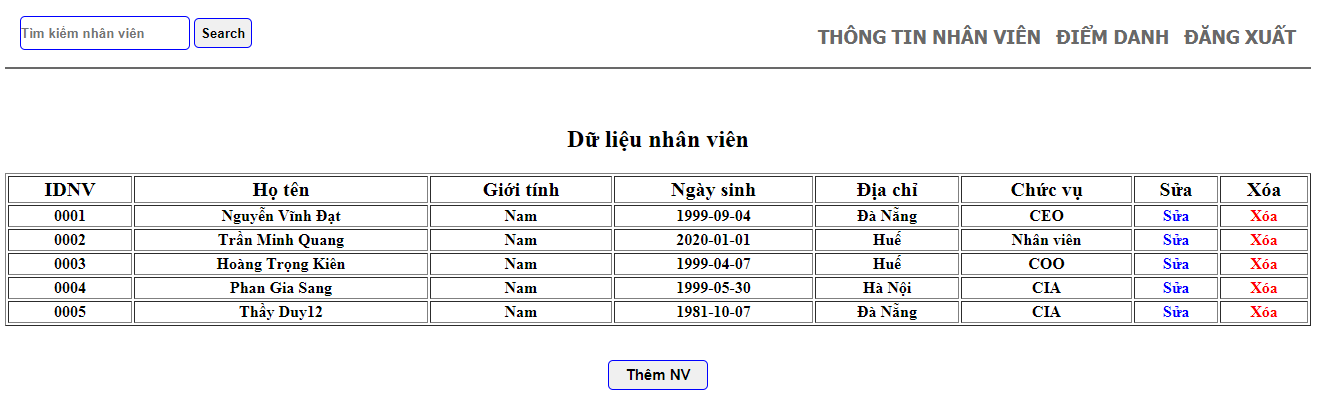 Tìm kiếm nhân viên Search THÔNG TIN NHÂN VIÊN ĐIỂM DANH ĐĂNG XUẤT
Dữ liệu nhân viên
IDNV Họ tên Giới tính Ngày sinh Địa chỉ Chức vụ Sửa Xóa
0001 Nguyễn Vĩnh Đạt Nam 1999-09-04 Đà Nẵng CEO Sửa Xóa
0002 Trần Minh Quang Nam 2020-01-01 Huế Nhân viên Sửa Xóa
0003 Hoàng Trọng Kiên Nam 1999-04-07 Huế COO Sửa Xóa
0004 Phan Gia Sang Nam 1999-05-30 Hà Nội CIA Sửa Xóa
0005 Thầy Duy12 Nam 1981-10-07 Đà Nẵng CIA Sửa Xóa
Thêm NV